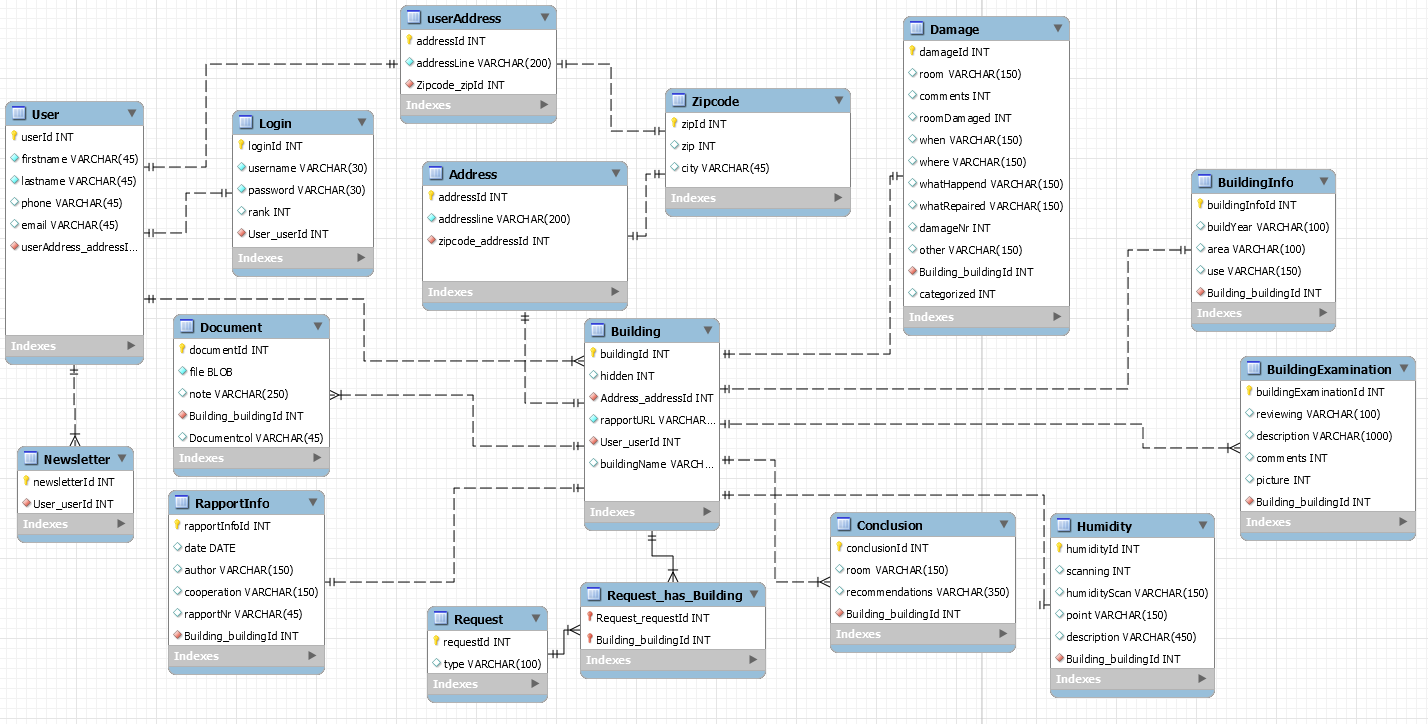 userAddress
addressId INT
addressLine VARCHAR(200)
Zipcode_zipId INT
Indexes
Damage
damageId INT
room VARCHAR(150)
comments INT
roomDamaged INT
when VARCHAR(150)
where VARCHAR(150)
whatHappend VARCHAR(150)
whatRepaired VARCHAR(150)
damageNr INT
other VARCHAR(150)
Building_buildingId INT
categorized INT
Indexes
User
userId INT
firstname VARCHAR(45)
lastname VARCHAR(45)
phone VARCHAR(45)
email VARCHAR(45)
userAddress_addressI...
Indexes
Login
loginId INT
username VARCHAR(30)
password VARCHAR(30)
rank INT
User_userId INT
Indexes
Zipcode
zipId INT
zip INT
city VARCHAR(45)
Indexes
Address
addressId INT
addressline VARCHAR(200)
zipcode_addressId INT
Indexes
BuildingInfo
buildingInfoId INT
buildYear VARCHAR(100)
area VARCHAR(100)
use VARCHAR(150)
Building_buildingId INT
Indexes
Document
documentId INT
file BLOB
note VARCHAR(250)
Building_buildingId INT
Documentcol VARCHAR(45)
Indexes
Building
buildingId INT
hidden INT
Address_addressId INT
rapportURL VARCHAR...
User_userId INT
buildingName VARCH...
Indexes
BuildingExamination
buildingExaminationId INT
reviewing VARCHAR(100)
description VARCHAR(1000)
comments INT
picture INT
Building_buildingId INT
Indexes
Newsletter
newsletterId INT
User_userId INT
Indexes
RapportInfo
rapportInfoId INT
date DATE
author VARCHAR(150)
cooperation VARCHAR(150)
rapportNr VARCHAR(45)
Building_buildingId INT
Indexes
Conclusion
conclusionId INT
room VARCHAR(150)
recommendations VARCHAR(350)
Building_buildingId INT
Indexes
Humidity
humidityId INT
scanning INT
humidityScan VARCHAR(150)
point VARCHAR(150)
description VARCHAR(450)
Building_buildingId INT
Indexes
Request
requestId INT
type VARCHAR(100)
Indexes
Request_has_Building
Request_requestId INT
Building_buildingId INT
Indexes